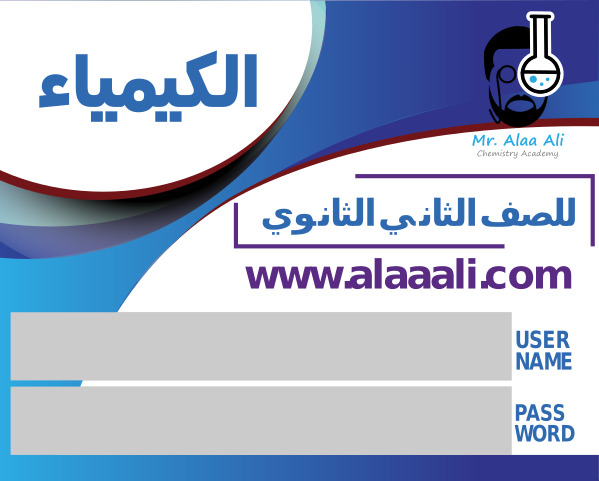 الكيمياء
Mr. Alaa Ali
Chemistry Academy
للصف الثاني الثانوي
www.alaaali.com
USER
NAME
PASS
WORD